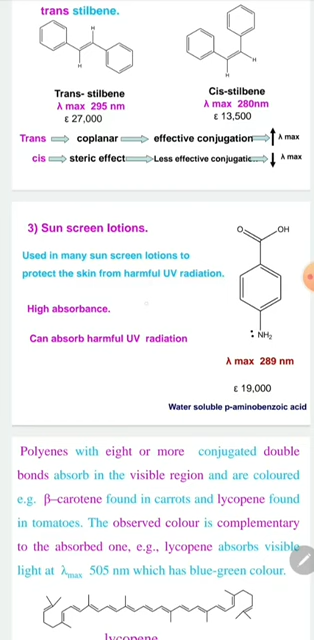 trans stilbene.
H
H
H
H
Trans- stilbene
λ max 295 nm
ε 27,000
Cis-stilbene
λ max 280nm
ε 13,500
Trans coplanar effective conjugation λ max
cis steric effect Less effective conjugatic... λ max
3) Sun screen lotions.
Used in many sun screen lotions to
protect the skin from harmful UV radiation.
High absorbance.
Can absorb harmful UV radiation
O OH
: NH₂
λ max 289 nm
ε 19,000
Water soluble p-aminobenzoic acid
Polyenes with eight or more conjugated double
bonds absorb in the visible region and are coloured
e.g. β–carotene found in carrots and lycopene found
in tomatoes. The observed colour is complementary
to the absorbed one, e.g., lycopene absorbs visible
light at λmax 505 nm which has blue-green colour.
lycopene